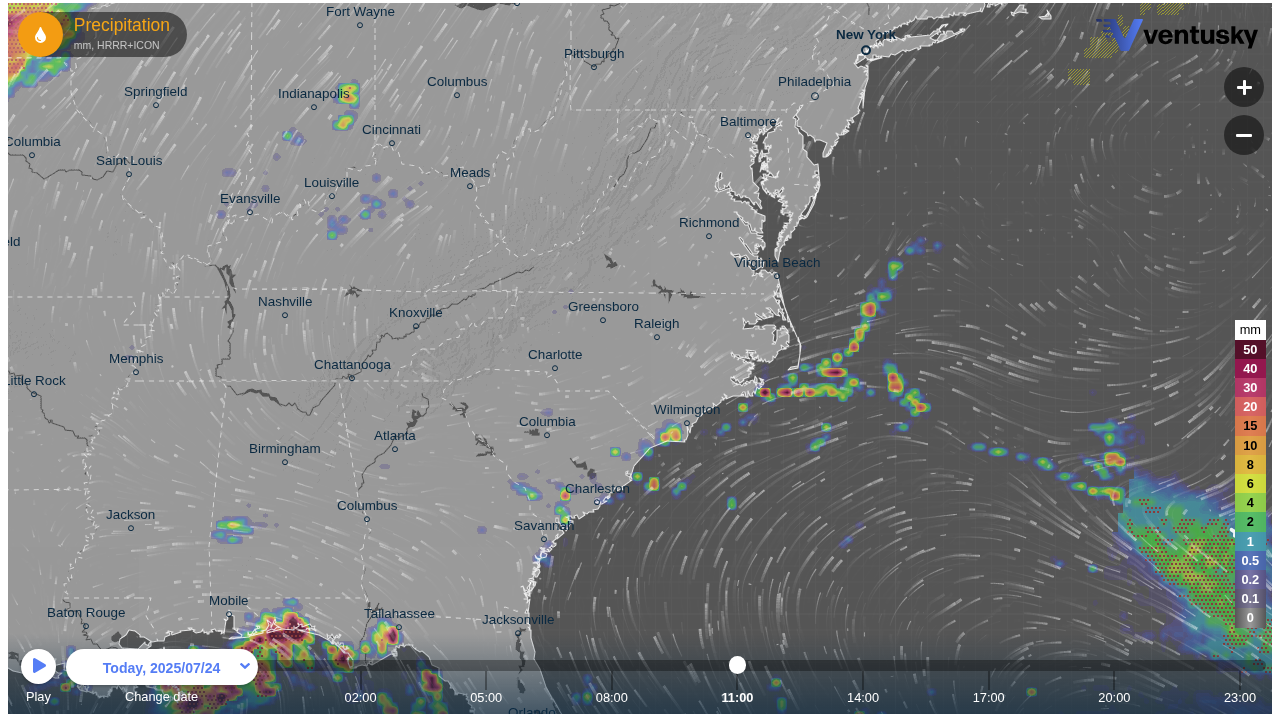 Precipitation
mm, HRRR+ICON
ventusky
Fort Wayne
New York
Pittsburgh
Springfield
Indianapolis
Columbus
Philadelphia
Columbia
Cincinnati
Baltimore
Saint Louis
Meads
Evansville
Louisville
Richmond
eld
Virginia Beach
Nashville
Knoxville
Greensboro
Raleigh
Memphis
Chattanooga
Charlotte
Little Rock
Wilmington
Columbia
Atlanta
Birmingham
Charleston
Columbus
Jackson
Savannah
Mobile
Baton Rouge
Tallahassee
Jacksonville
Orlando
mm
50
40
30
20
15
10
8
6
4
2
1
0.5
0.2
0.1
0
Today, 2025/07/24
Play
Change date
02:00
05:00
08:00
11:00
14:00
17:00
20:00
23:00